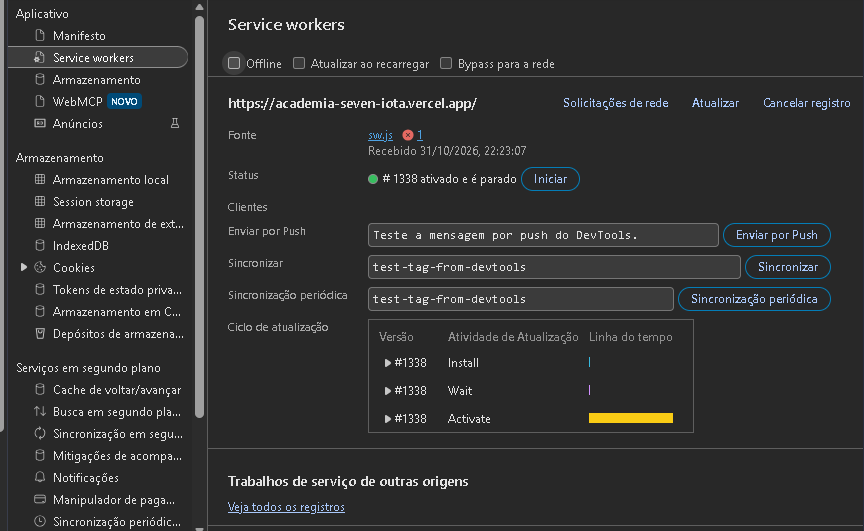 Aplicativo
Manifesto
Service workers
Armazenamento
WebMCP NOVO
Anúncios
Armazenamento
Armazenamento local
Session storage
Armazenamento de ext...
IndexedDB
Cookies
Tokens de estado priva...
Armazenamento em C...
Depósitos de armazena...
Serviços em segundo plano
Cache de voltar/avançar
Busca em segundo pla...
Sincronização em segu...
Mitigações de acompa...
Notificações
Manipulador de paga...
Sincronização periódic...
Service workers
Offline Atualizar ao recarregar Bypass para a rede
https://academia-seven-iota.vercel.app/ Solicitações de rede Atualizar Cancelar registro
Fonte sw.js 1
Recebido 31/10/2026, 22:23:07
Status # 1338 ativado e é parado Iniciar
Clientes
Enviar por Push Teste a mensagem por push do DevTools. Enviar por Push
Sincronizar test-tag-from-devtools Sincronizar
Sincronização periódica test-tag-from-devtools Sincronização periódica
Ciclo de atualização
Versão Atividade de Atualização Linha do tempo
#1338 Install
#1338 Wait
#1338 Activate
Trabalhos de serviço de outras origens
Veja todos os registros